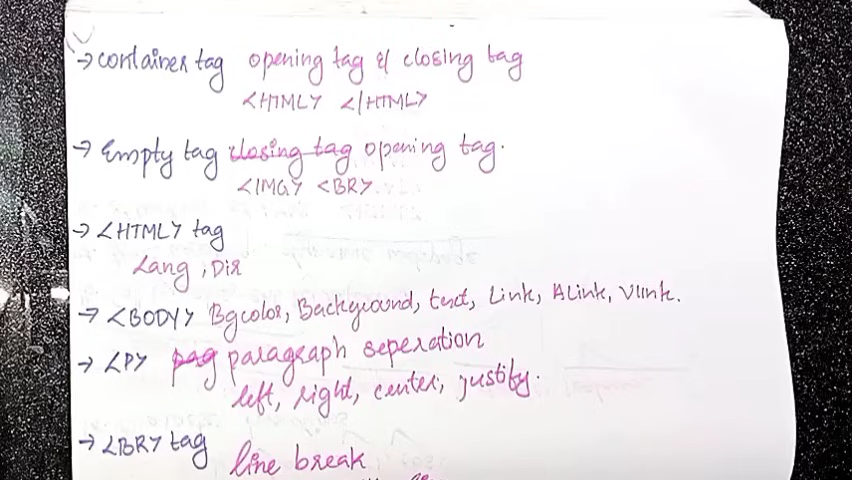 → container tag opening tag & closing tag
<HTML> </HTML>
→ Empty tag closing tag opening tag.
<IMG> <BR>
→ <HTML> tag
Lang, Dir
→ <BODY> Bgcolor, Background, text, Link, ALink, Vlink.
→ <P> pag paragraph seperation
left, right, center, justify.
→ <BR> tag
line break